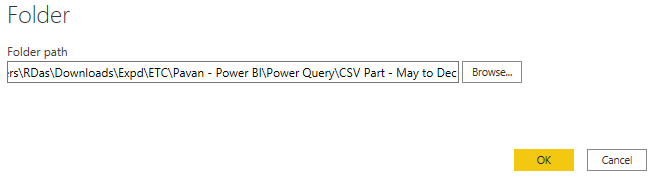 Folder
Folder path
ers\RDas\Downloads\Expd\ETC\Pavan - Power BI\Power Query\CSV Part - May to Dec
Browse...
OK
Cancel